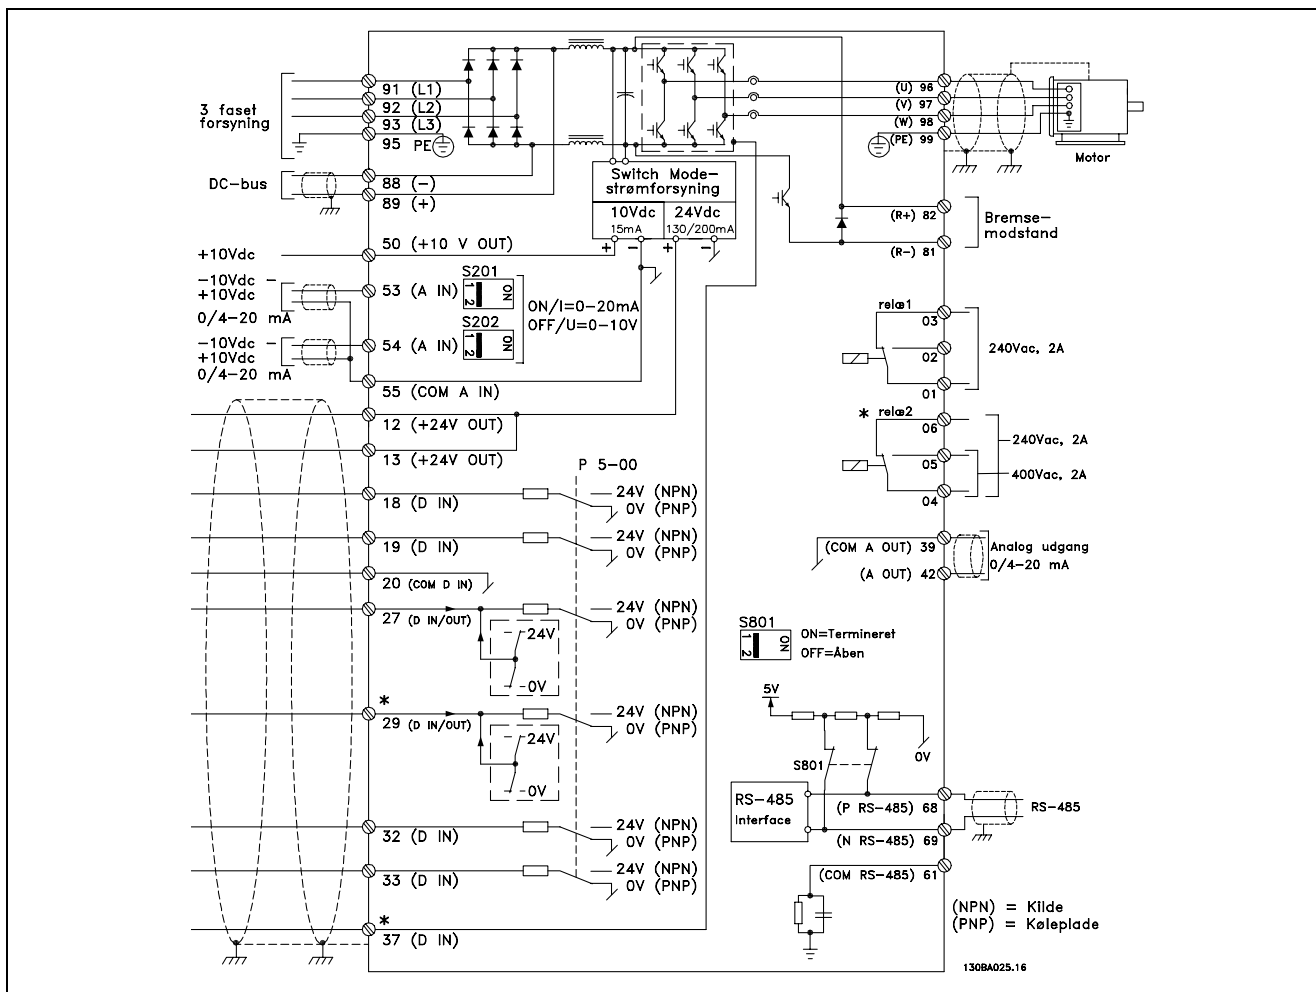 3 faset
forsyning
91 (L1)
92 (L2)
93 (L3)
95 PE
DC-bus
88 (-)
89 (+)
+10Vdc
50 (+10 V OUT)
-10Vdc -
+10Vdc
0/4-20 mA
53 (A IN)
-10Vdc -
+10Vdc
0/4-20 mA
54 (A IN)
55 (COM A IN)
S201
1 2
ON
S202
1 2
ON
ON/I=0-20mA
OFF/U=0-10V
Switch Mode-
strømforsyning
10Vdc
15mA
24Vdc
130/200mA
+ - + -
12 (+24V OUT)
13 (+24V OUT)
P 5-00
18 (D IN)
24V (NPN)
0V (PNP)
19 (D IN)
24V (NPN)
0V (PNP)
20 (COM D IN)
27 (D IN/OUT)
24V (NPN)
0V (PNP)
24V
0V
*
29 (D IN/OUT)
24V (NPN)
0V (PNP)
24V
0V
32 (D IN)
24V (NPN)
0V (PNP)
33 (D IN)
24V (NPN)
0V (PNP)
*
37 (D IN)
(U) 96
(V) 97
(W) 98
(PE) 99
Motor
(R+) 82
(R-) 81
Bremse-
modstand
relæ1
03
02
01
240Vac, 2A
* relæ2
06
05
04
240Vac, 2A
400Vac, 2A
(COM A OUT) 39
(A OUT) 42
Analog udgang
0/4-20 mA
S801
1 2
ON
ON=Termineret
OFF=Åben
5V
0V
S801
RS-485
Interface
(P RS-485) 68
(N RS-485) 69
RS-485
(COM RS-485) 61
(NPN) = Kilde
(PNP) = Køleplade
130BA025.16